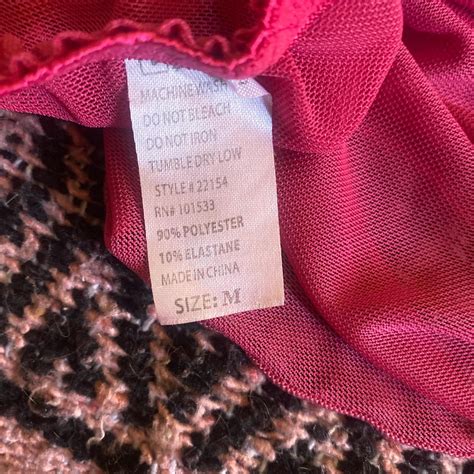 MACHINE WASH
DO NOT BLEACH
DO NOT IRON
TUMBLE DRY LOW
STYLE # 22154
RN# 101533
90% POLYESTER
10% ELASTANE
MADE IN CHINA
SIZE: M